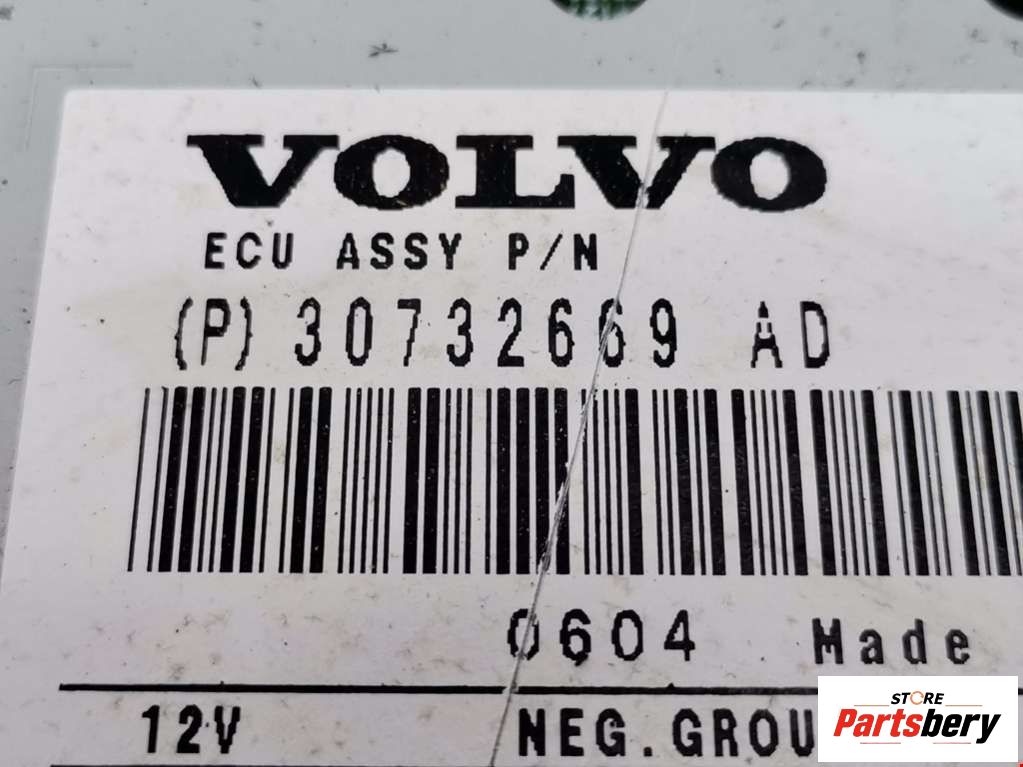 VOLVO
ECU ASSY P/N
(P) 30732669 AD
0604 Made
12V NEG.GROU
STORE
Partsbery